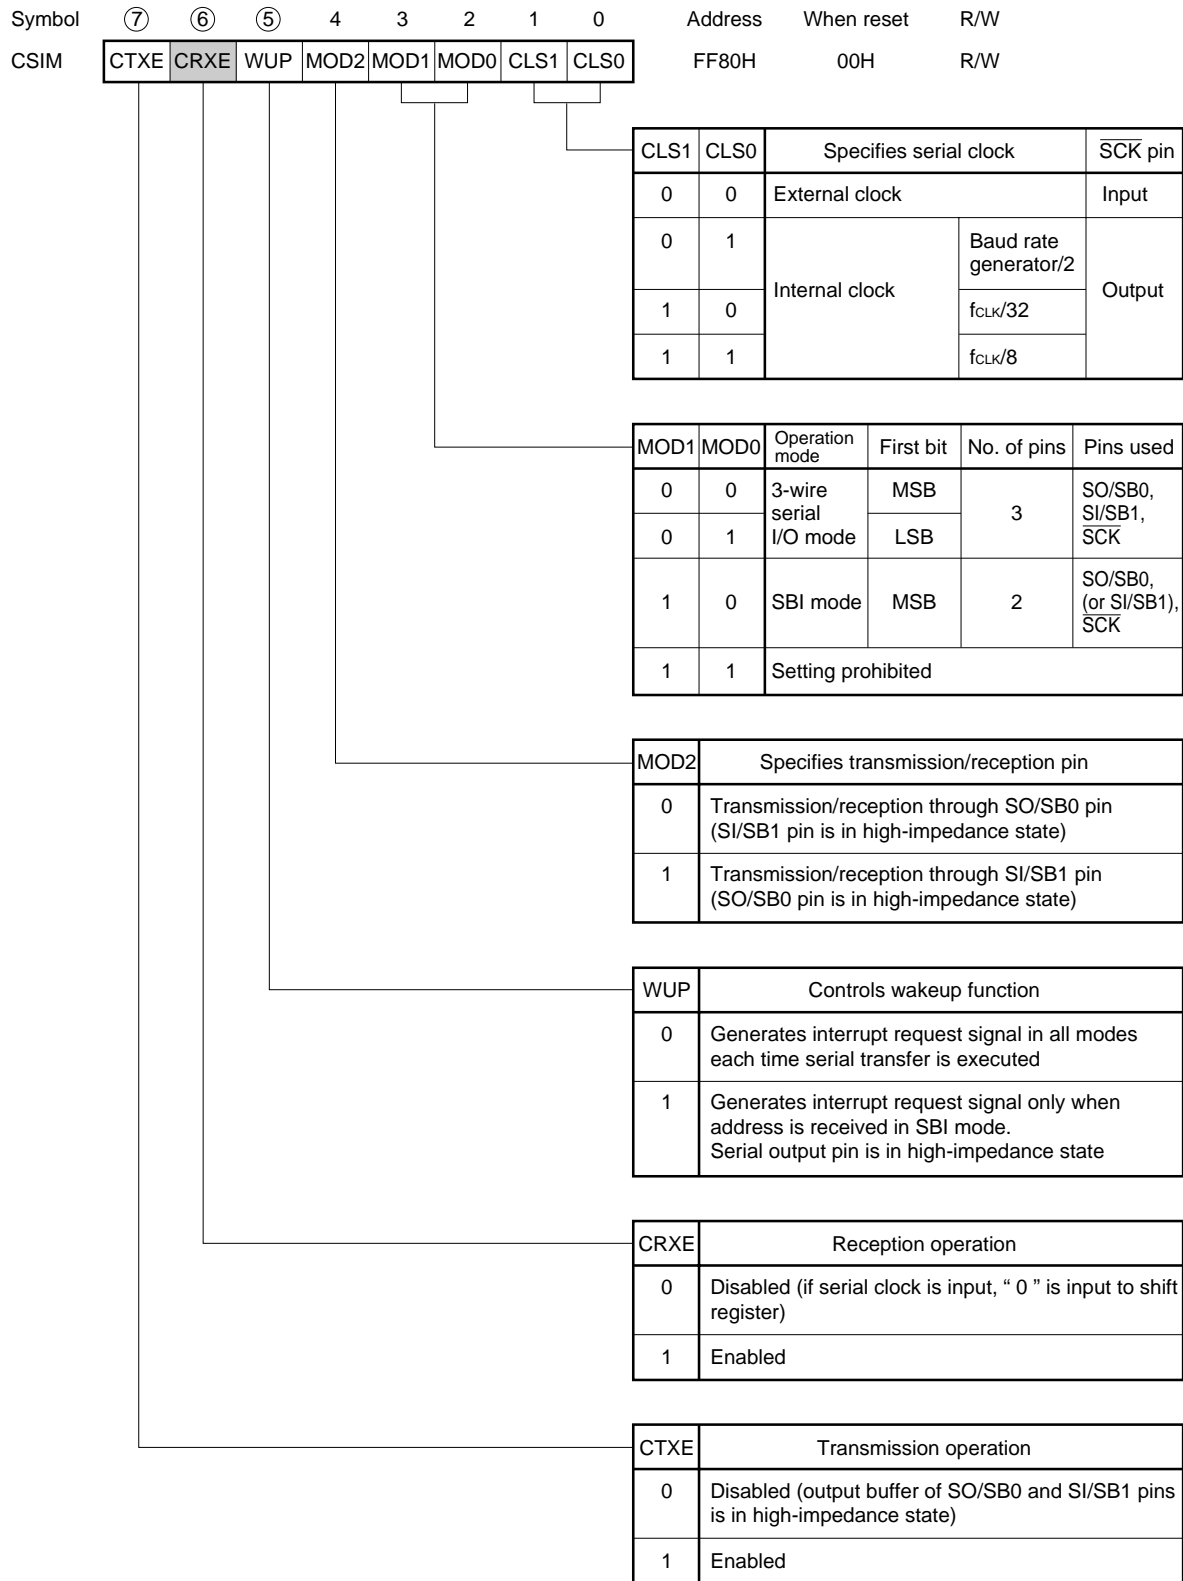 Symbol ⑦ ⑥ ⑤ 4 3 2 1 0 Address When reset R/W
CSIM CTXE CRXE WUP MOD2 MOD1 MOD0 CLS1 CLS0 FF80H 00H R/W
CLS1 CLS0 Specifies serial clock SCK pin
0 0 External clock Input
0 1 Internal clock Baud rate generator/2 Output
1 0 fCLK/32
1 1 fCLK/8
MOD1 MOD0 Operation mode First bit No. of pins Pins used
0 0 3-wire serial I/O mode MSB 3 SO/SB0, SI/SB1, SCK
0 1 LSB
1 0 SBI mode MSB 2 SO/SB0, (or SI/SB1), SCK
1 1 Setting prohibited
MOD2 Specifies transmission/reception pin
0 Transmission/reception through SO/SB0 pin
(SI/SB1 pin is in high-impedance state)
1 Transmission/reception through SI/SB1 pin
(SO/SB0 pin is in high-impedance state)
WUP Controls wakeup function
0 Generates interrupt request signal in all modes
each time serial transfer is executed
1 Generates interrupt request signal only when
address is received in SBI mode.
Serial output pin is in high-impedance state
CRXE Reception operation
0 Disabled (if serial clock is input, “ 0 ” is input to shift
register)
1 Enabled
CTXE Transmission operation
0 Disabled (output buffer of SO/SB0 and SI/SB1 pins
is in high-impedance state)
1 Enabled